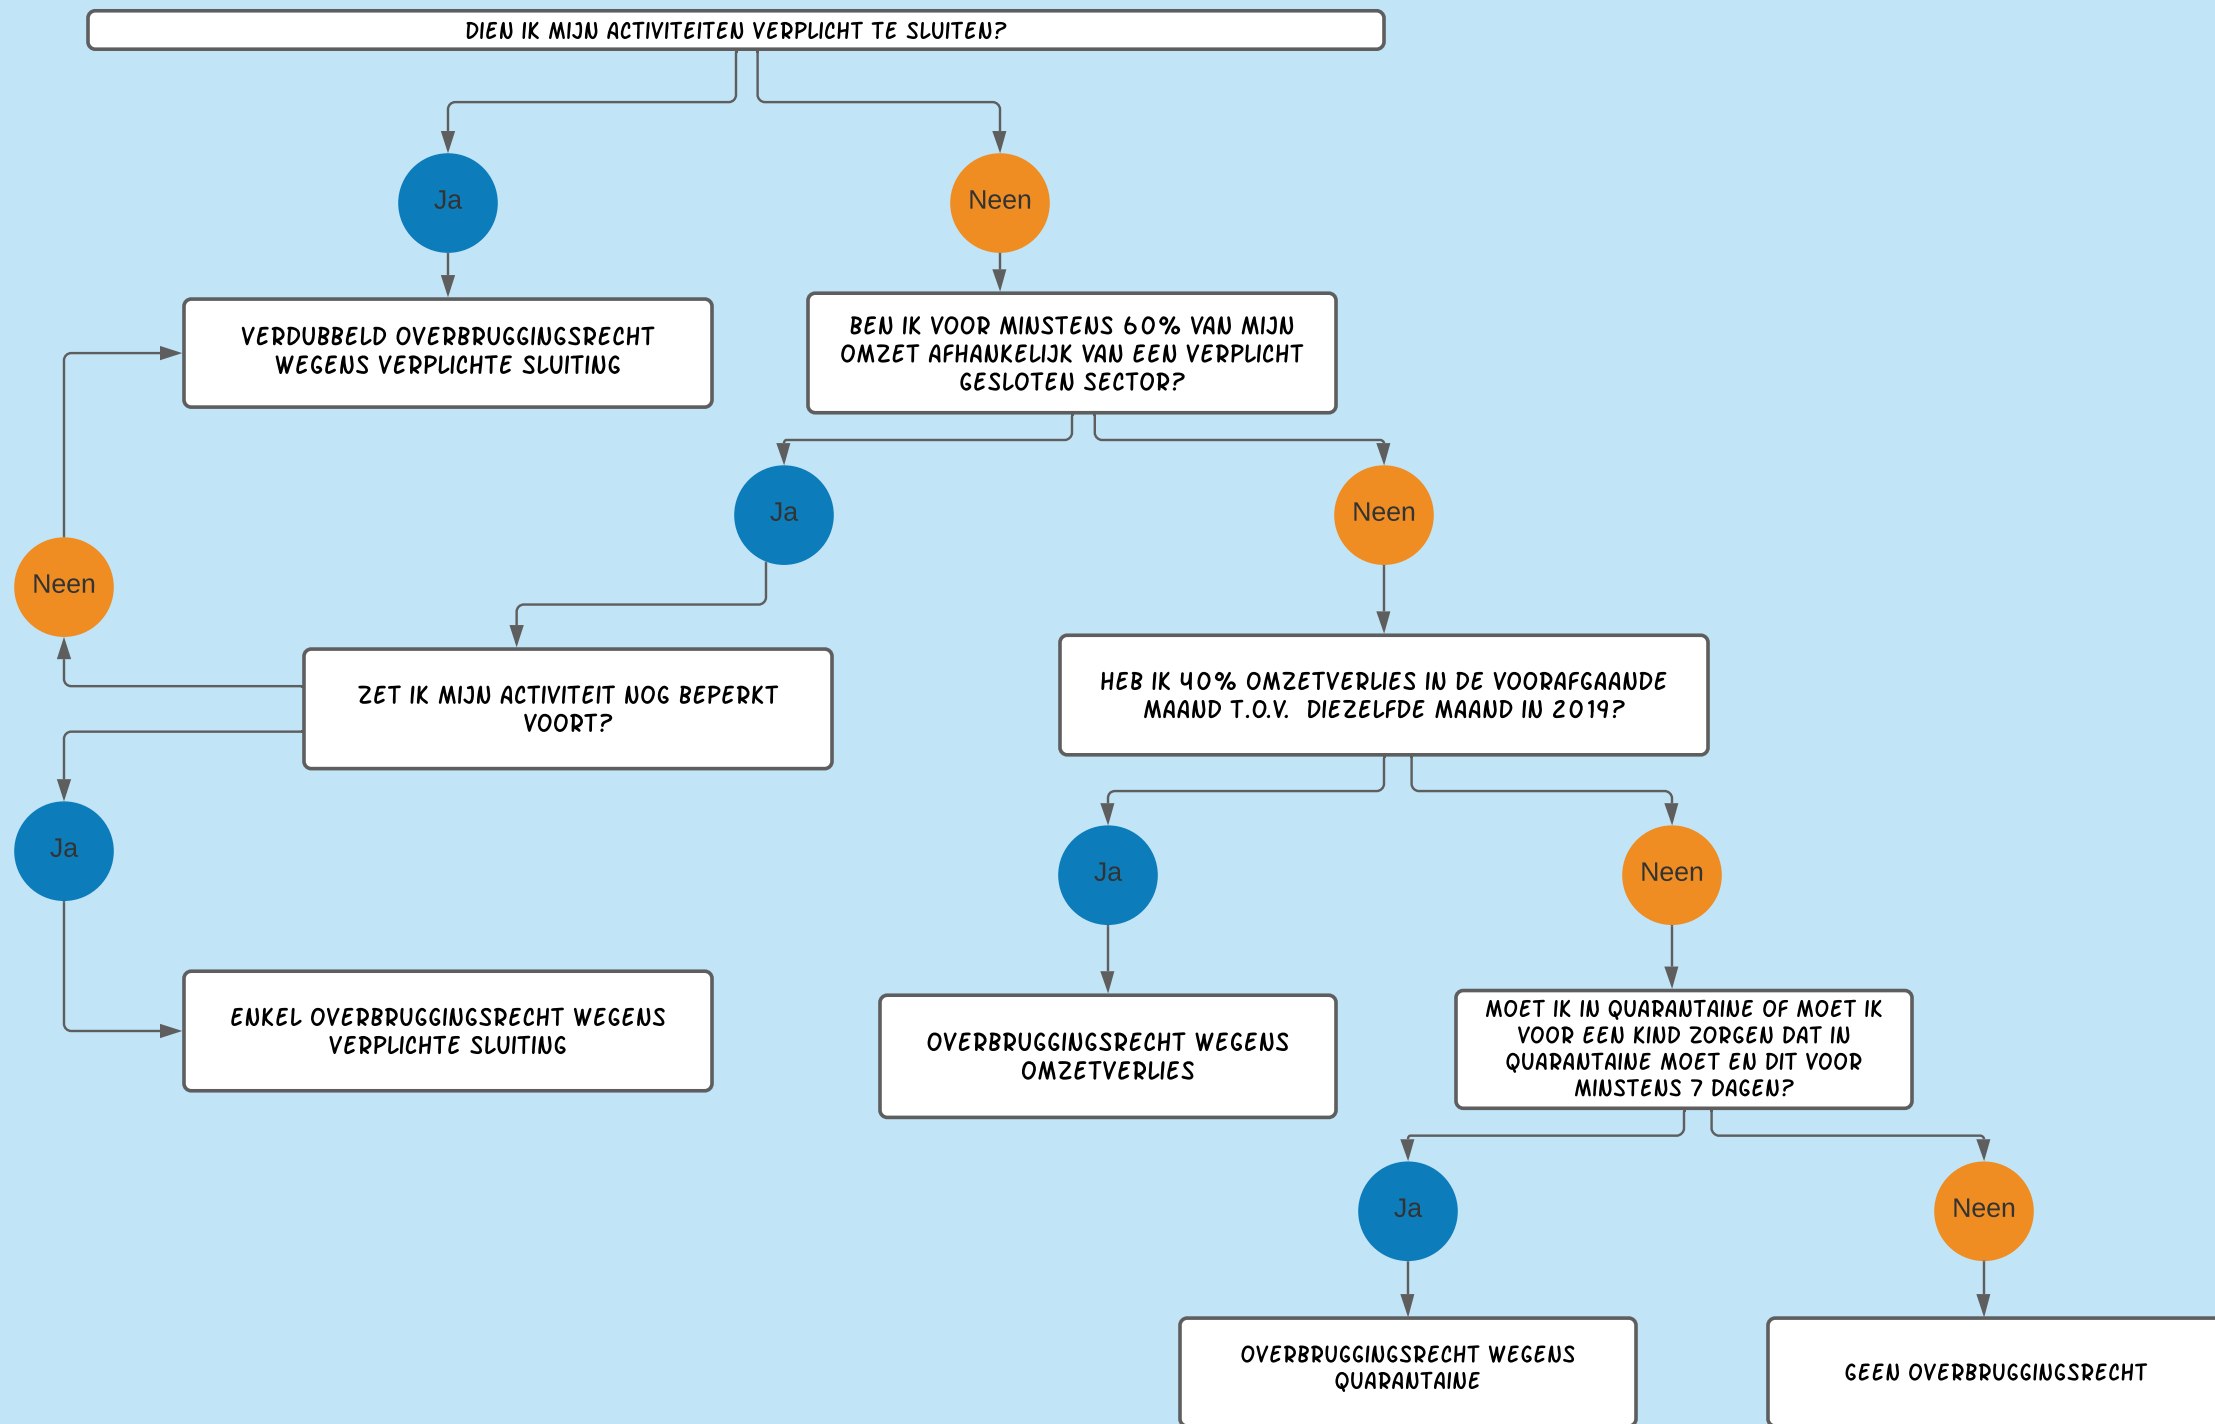 DIEN IK MIJN ACTIVITEITEN VERPLICHT TE SLUITEN?
Ja
Neen
VERDUBBELD OVERBRUGGINGSRECHT
WEGENS VERPLICHTE SLUITING
BEN IK VOOR MINSTENS 60% VAN MIJN
OMZET AFHANKELIJK VAN EEN VERPLICHT
GESLOTEN SECTOR?
Ja
Neen
Neen
ZET IK MIJN ACTIVITEIT NOG BEPERKT
VOORT?
HEB IK 40% OMZETVERLIES IN DE VOORAFGAANDE
MAAND T.O.V. DIEZELFDE MAAND IN 2019?
Ja
Ja
Neen
ENKEL OVERBRUGGINGSRECHT WEGENS
VERPLICHTE SLUITING
OVERBRUGGINGSRECHT WEGENS
OMZETVERLIES
MOET IK IN QUARANTAINE OF MOET IK
VOOR EEN KIND ZORGEN DAT IN
QUARANTAINE MOET EN DIT VOOR
MINSTENS 7 DAGEN?
Ja
Neen
OVERBRUGGINGSRECHT WEGENS
QUARANTAINE
GEEN OVERBRUGGINGSRECHT